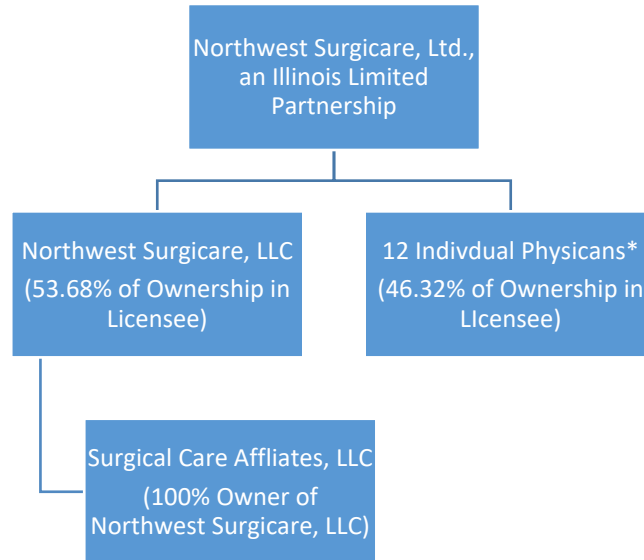 Northwest Surgicare, Ltd.,
an Illinois Limited
Partnership
Northwest Surgicare, LLC
(53.68% of Ownership in
Licensee)
12 Indivdual Physicans*
(46.32% of Ownership in
LIcensee)
Surgical Care Affliates, LLC
(100% Owner of
Northwest Surgicare, LLC)